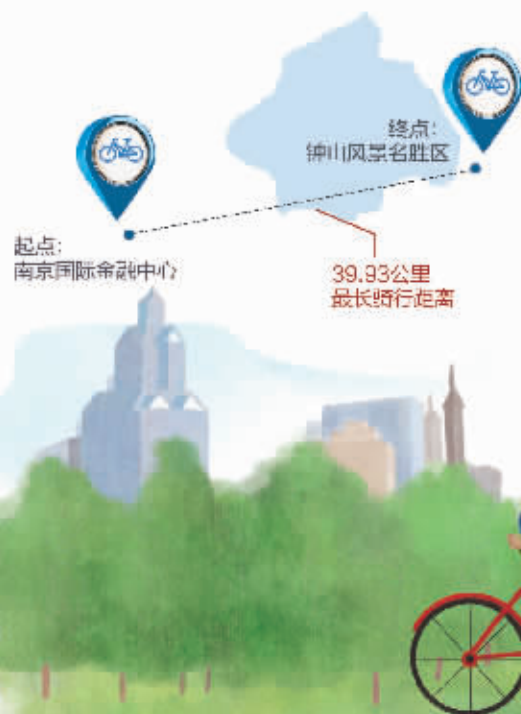 终点：
钟山风景名胜区
起点：
南京国际金融中心
39.93公里
最长骑行距离